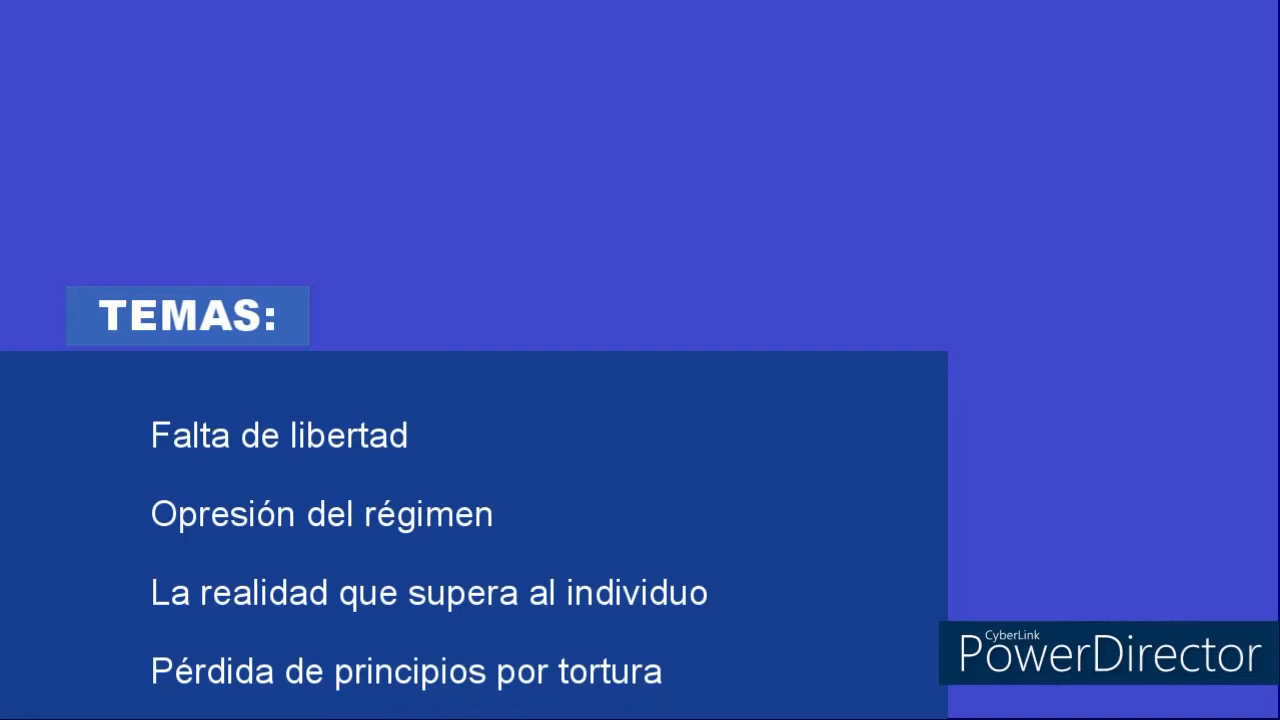 TEMAS:
Falta de libertad
Opresión del régimen
La realidad que supera al individuo
Pérdida de principios por tortura
CyberLink
PowerDirector